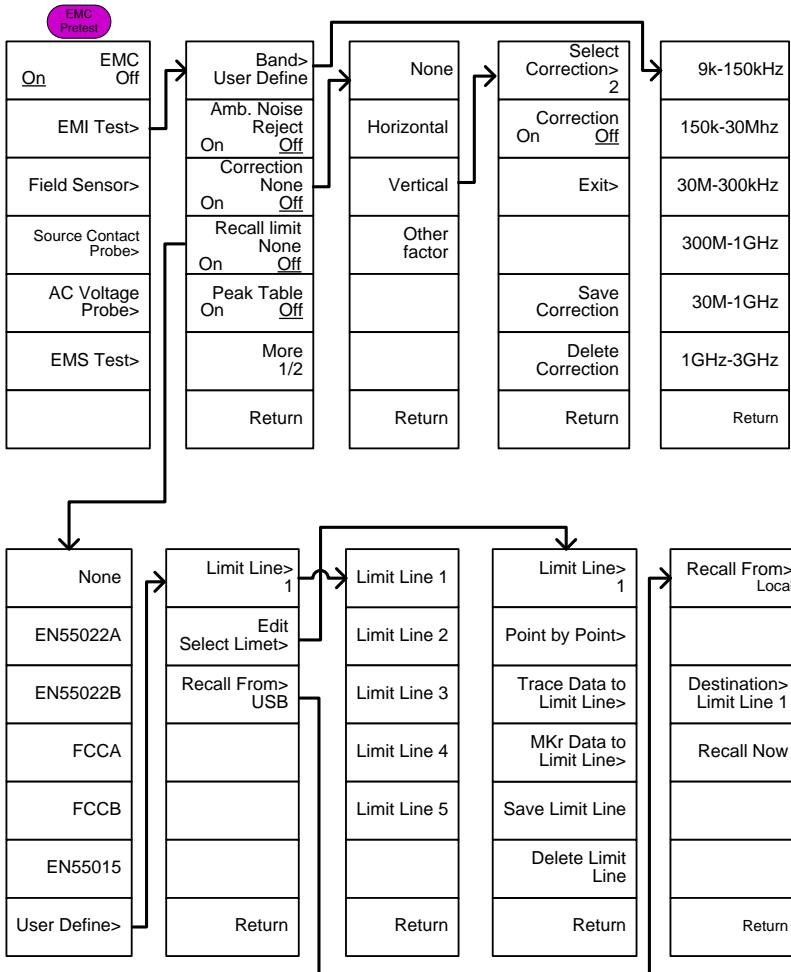 EMC
Pretest
EMC
On Off
EMI Test>
Field Sensor>
Source Contact
Probe>
AC Voltage
Probe>
EMS Test>
Band>
User Define
Amb. Noise
Reject
On Off
Correction
None
On Off
Recall limit
None
On Off
Peak Table
On Off
More
1/2
Return
None
Horizontal
Vertical
Other
factor
Return
Select
Correction>
2
Correction
On Off
Exit>
Save
Correction
Delete
Correction
Return
9k-150kHz
150k-30Mhz
30M-300kHz
300M-1GHz
30M-1GHz
1GHz-3GHz
Return
None
EN55022A
EN55022B
FCCA
FCCB
EN55015
User Define>
Limit Line>
1
Edit
Select Limet>
Recall From>
USB
Return
Limit Line 1
Limit Line 2
Limit Line 3
Limit Line 4
Limit Line 5
Return
Limit Line>
1
Point by Point>
Trace Data to
Limit Line>
MKr Data to
Limit Line>
Save Limit Line
Delete Limit
Line
Return
Recall From>
Local
Destination>
Limit Line 1
Recall Now
Return